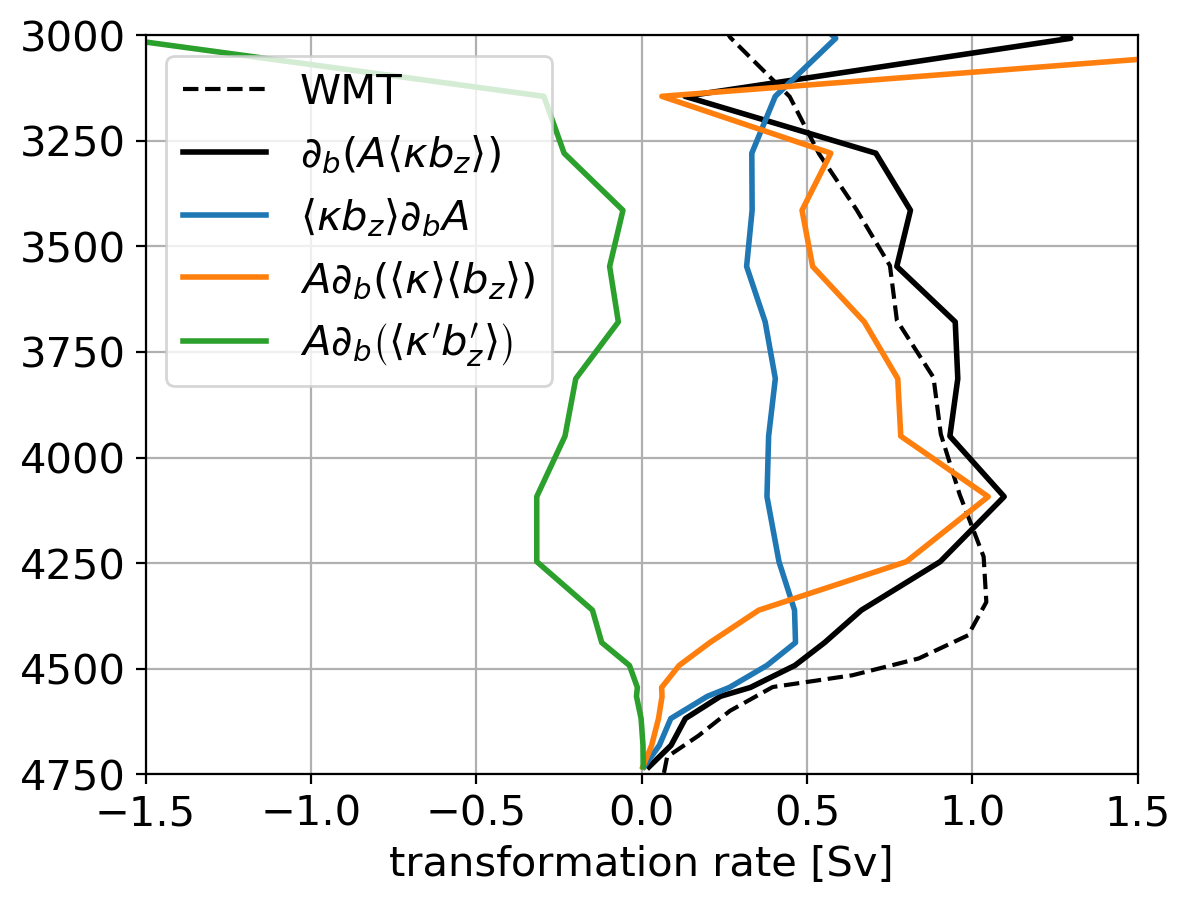 3000
3250
3500
3750
4000
4250
4500
4750
WMT
∂_b(A⟨κb_z⟩)
⟨κb_z⟩∂_bA
A∂_b(⟨κ⟩⟨b_z⟩)
A∂_b(⟨κ′b′_z⟩)
−1.5 −1.0 −0.5 0.0 0.5 1.0 1.5
transformation rate [Sv]